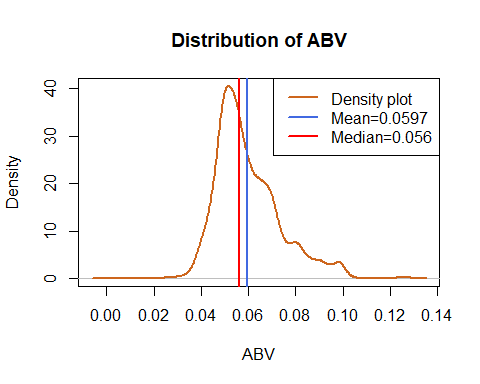 Distribution of ABV
Density plot
Mean=0.0597
Median=0.056
Density
40
30
20
10
0
0.00 0.02 0.04 0.06 0.08 0.10 0.12 0.14
ABV